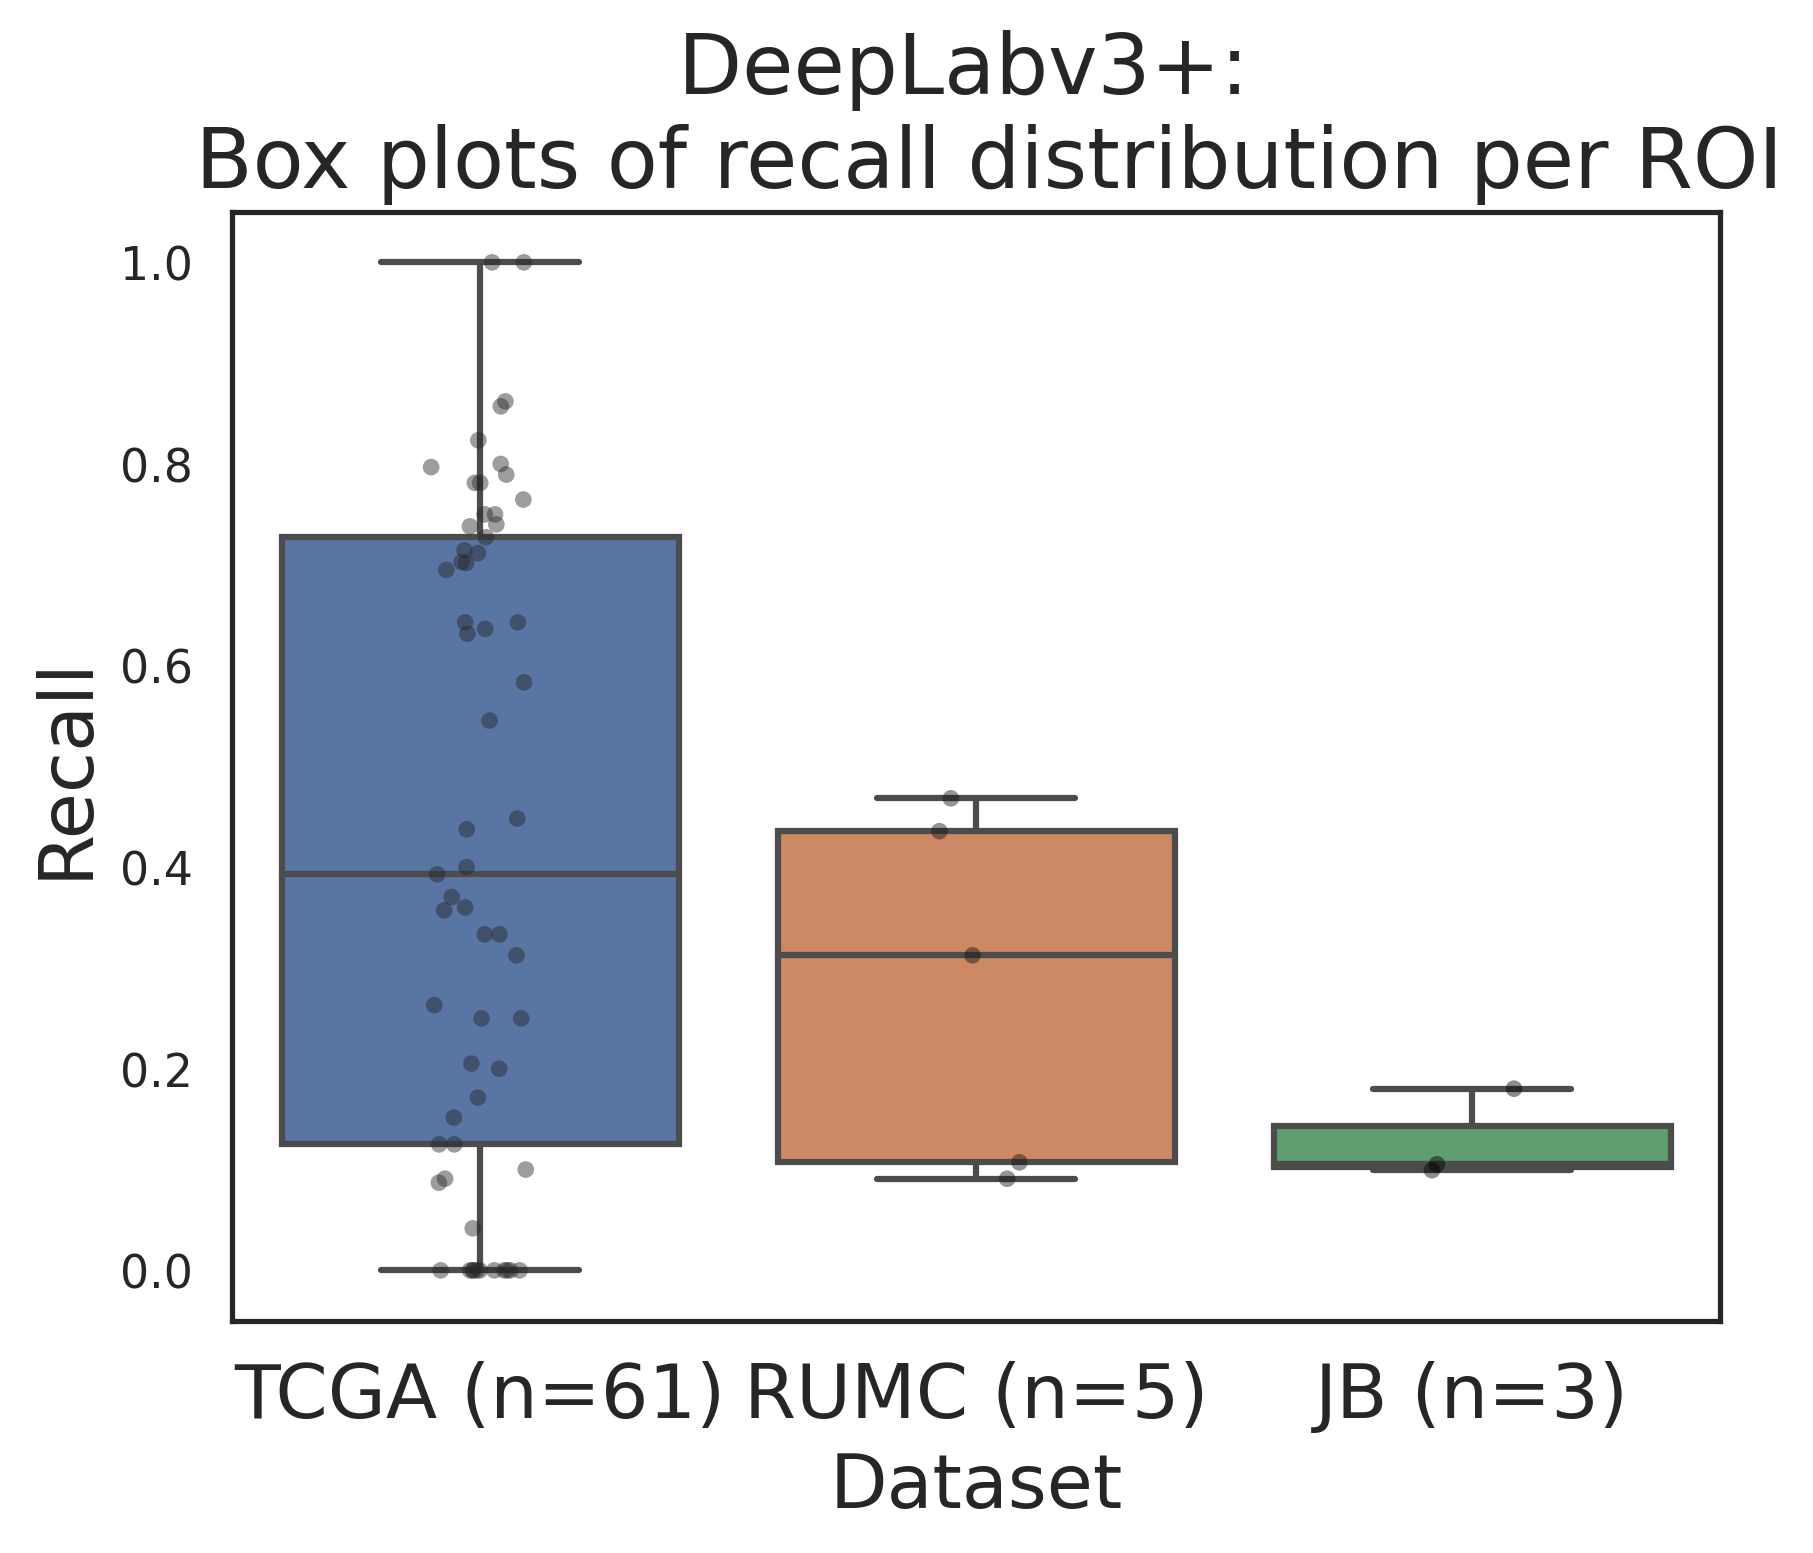 DeepLabv3+:
Box plots of recall distribution per ROI
Recall
1.0
0.8
0.6
0.4
0.2
0.0
TCGA (n=61) RUMC (n=5) JB (n=3)
Dataset